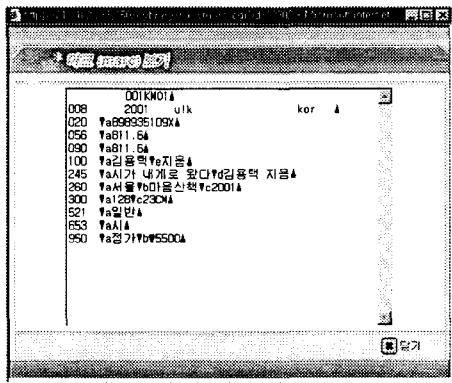 001KMO1▲
008 2001 ulk kor ▲
020 ▼a898935109X▲
056 ▼a811.6▲
090 ▼a811.6▲
100 ▼a김용택▼e지음▲
245 ▼a시가 내게로 왔다▼d김용택 지음▲
260 ▼a서울▼b마음산책▼c2001▲
300 ▼a128▼c23CM▲
521 ▼a일반▲
653 ▼a시▲
950 ▼a정가▼b₩5500▲
닫기